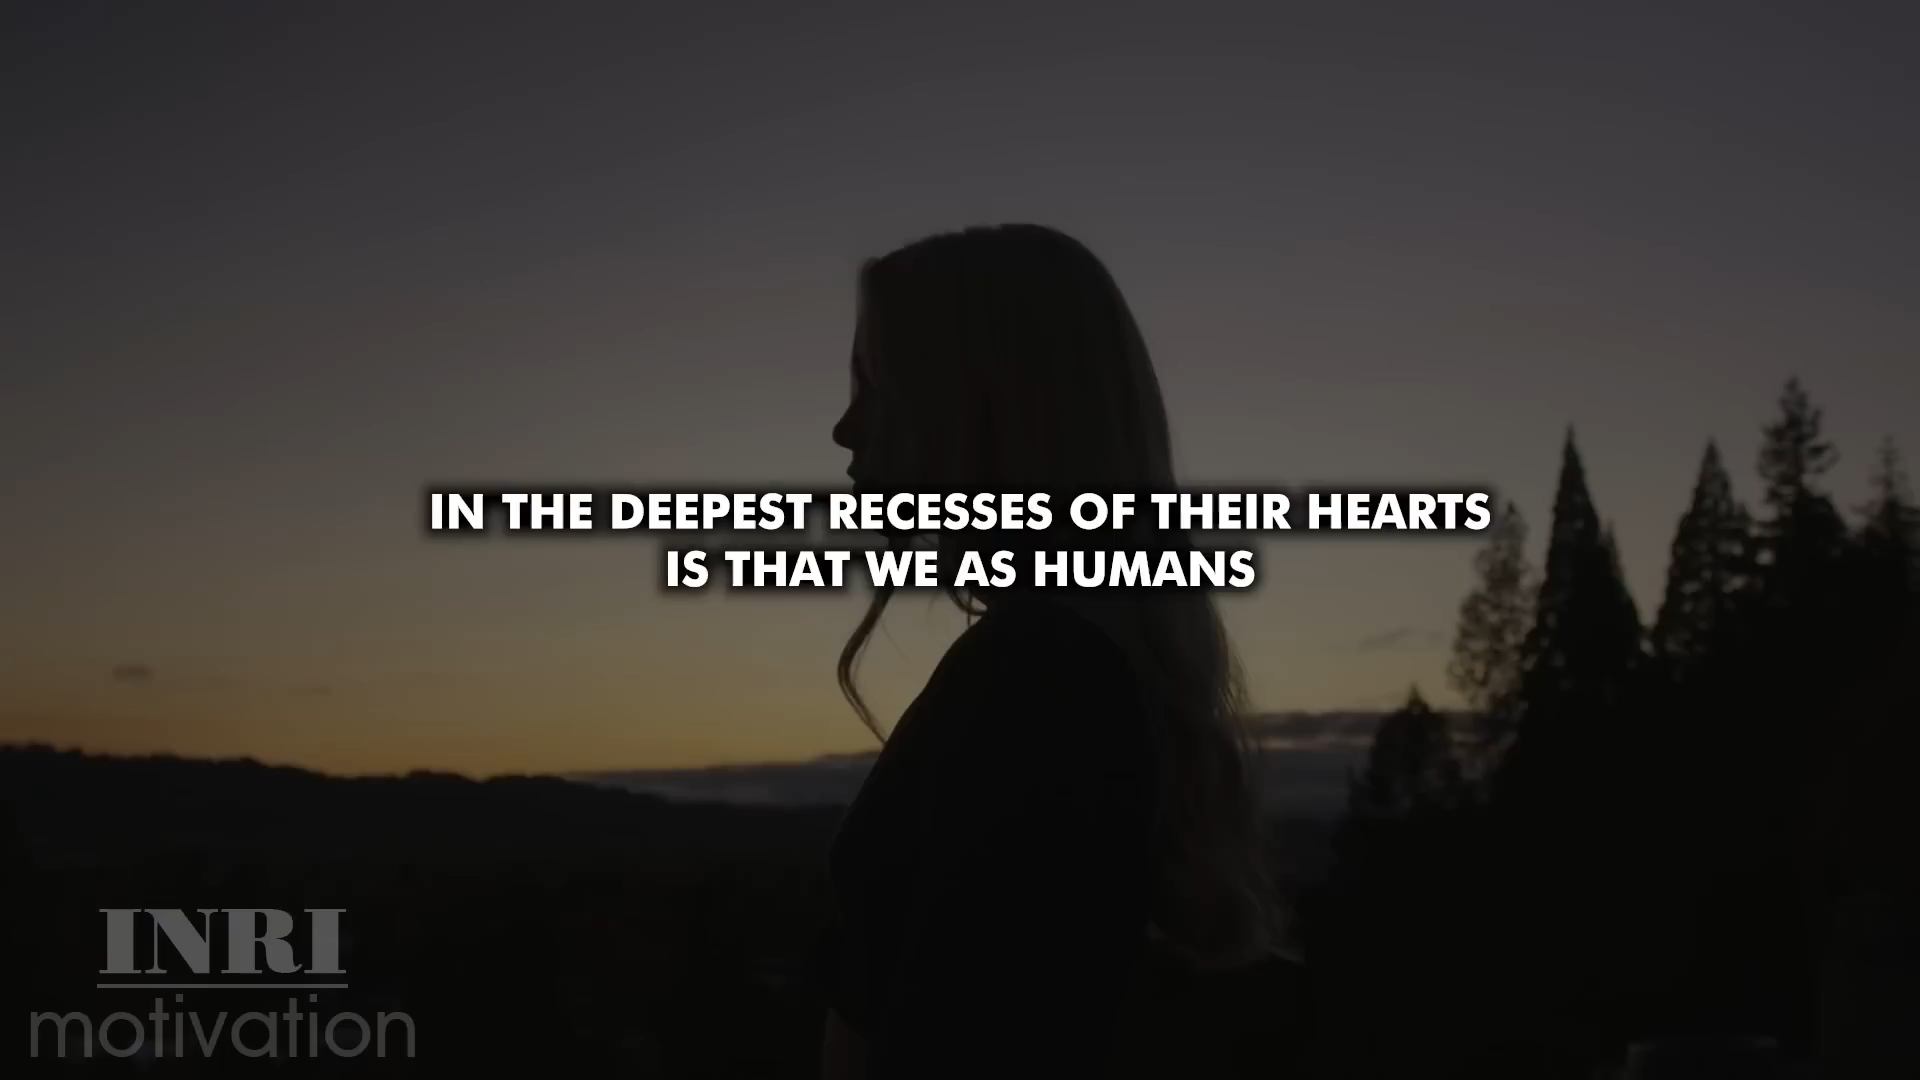 IN THE DEEPEST RECESSES OF THEIR HEARTS
IS THAT WE AS HUMANS
INRI
motivation